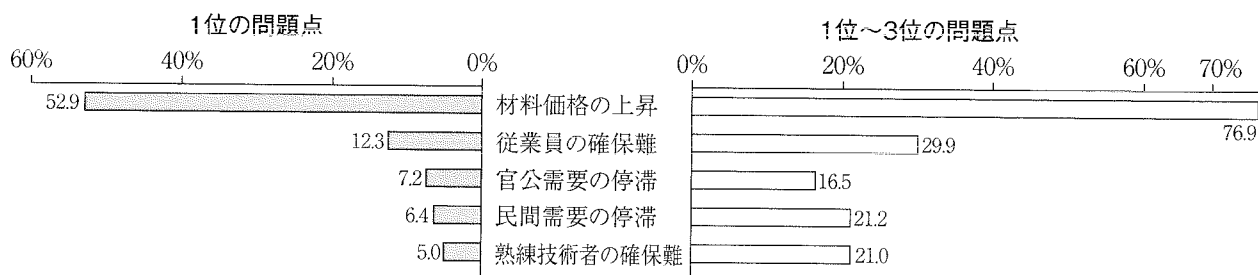 1位の問題点
1位～3位の問題点
60% 40% 20% 0%
0% 20% 40% 60% 70%
52.9 材料価格の上昇 76.9
12.3 従業員の確保難 29.9
7.2 官公需要の停滞 16.5
6.4 民間需要の停滞 21.2
5.0 熟練技術者の確保難 21.0